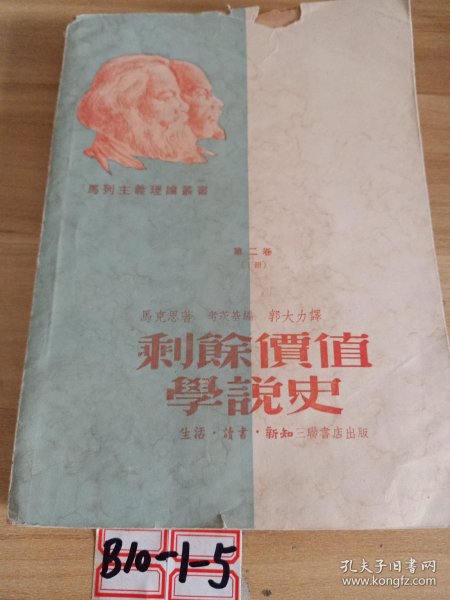 馬列主義理論叢書
第二卷
馬克思著 考茨基編 郭大力譯
剩餘價值
學說史
生活·讀書·新知三聯書店出版
B10-1-5
孔夫子旧书网
www.kongfz.com